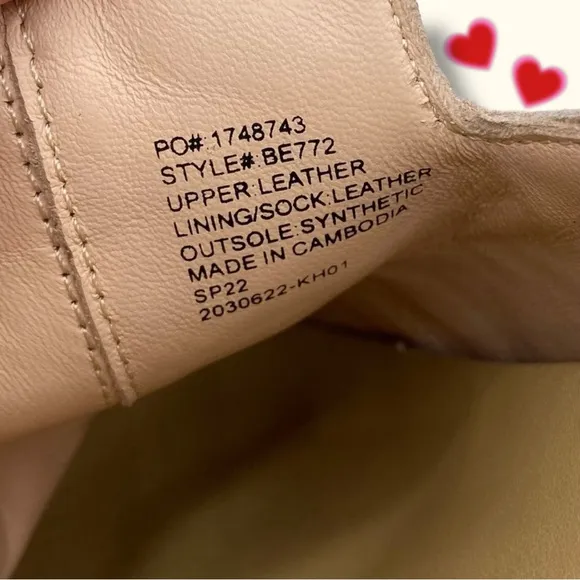 PO#:1748743
STYLE#:BE772
UPPER:LEATHER
LINING/SOCK:LEATHER
OUTSOLE:SYNTHETIC
MADE IN CAMBODIA
SP22
2030622-KH01